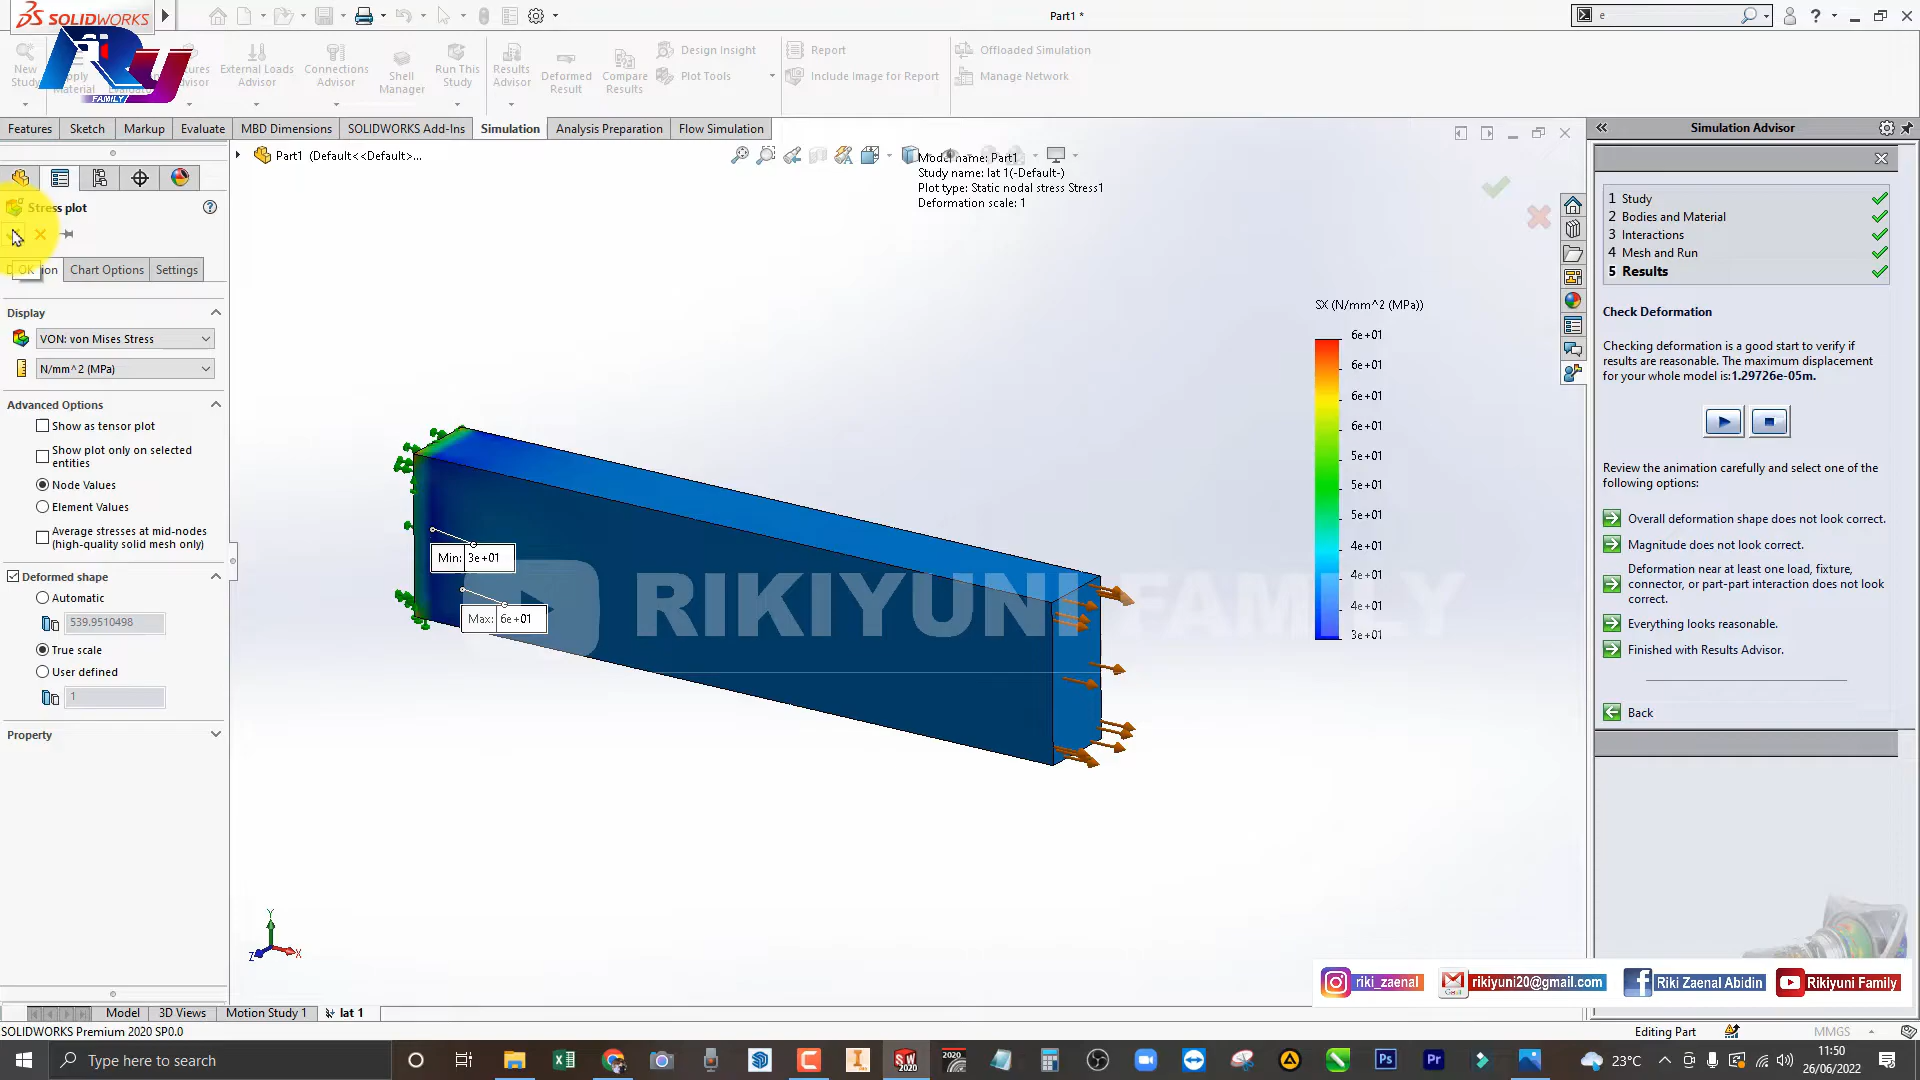 SOLIDWORKS
Part1 *
e
RY
FAMILY
New
Study
Apply
Material
External Loads
Advisor
Connections
Advisor
Shell
Manager
Run This
Study
Results
Advisor
Deformed
Result
Compare
Results
Design Insight
Plot Tools
Report
Include Image for Report
Offloaded Simulation
Manage Network
Features
Sketch
Markup
Evaluate
MBD Dimensions
SOLIDWORKS Add-Ins
Simulation
Analysis Preparation
Flow Simulation
Part1 (Default<<Default>...
Model name: Part1
Study name: lat 1(-Default-)
Plot type: Static nodal stress Stress1
Deformation scale: 1
Stress plot
OK
Chart Options
Settings
Display
VON: von Mises Stress
N/mm^2 (MPa)
Advanced Options
Show as tensor plot
Show plot only on selected
entities
Node Values
Element Values
Average stresses at mid-nodes
(high-quality solid mesh only)
Deformed shape
Automatic
539.9510498
True scale
User defined
1
Property
Min: 3e+01
Max: 6e+01
RIKIYUNI FAMILY
SX (N/mm^2 (MPa))
6e+01
6e+01
6e+01
6e+01
5e+01
5e+01
5e+01
4e+01
4e+01
4e+01
3e+01
Y
X
Z
Simulation Advisor
1 Study
2 Bodies and Material
3 Interactions
4 Mesh and Run
5 Results
Check Deformation
Checking deformation is a good start to verify if
results are reasonable. The maximum displacement
for your whole model is:1.29726e-05m.
Review the animation carefully and select one of the
following options:
Overall deformation shape does not look correct.
Magnitude does not look correct.
Deformation near at least one load, fixture,
connector, or part-part interaction does not look
correct.
Everything looks reasonable.
Finished with Results Advisor.
Back
riki_zaenal
Gmail
rikiyuni20@gmail.com
Riki Zaenal Abidin
Rikiyuni Family
Model
3D Views
Motion Study 1
lat 1
SOLIDWORKS Premium 2020 SP0.0
Editing Part
MMGS
Type here to search
SW
2020
2020
Ps
Pr
23°C
11:50
26/06/2022